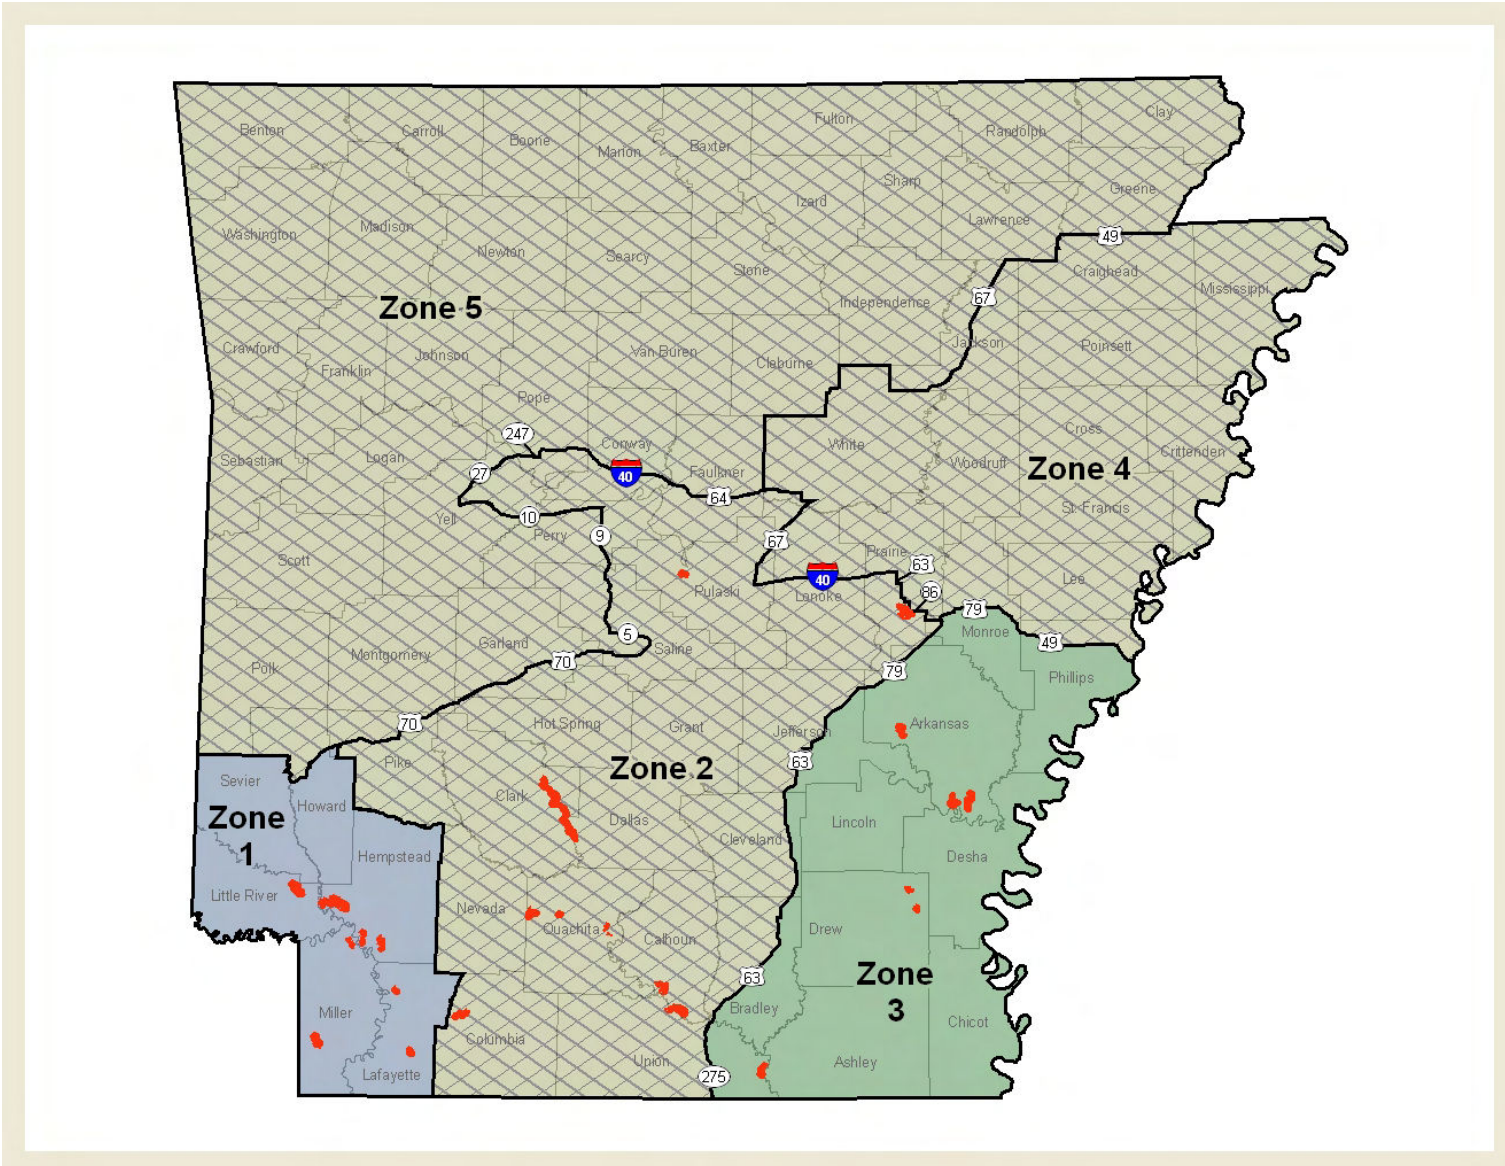 Benton
Carroll
Boone
Marion
Baxter
Fulton
Randolph
Clay
Sharp
Greene
Izard
Lawrence
Washington
Madison
Newton
Searcy
Stone
49
Craighead
Mississippi
Independence
67
Zone 5
Crawford
Franklin
Johnson
Van Buren
Cleburne
Jackson
Poinsett
Pope
247
Conway
White
Cross
Crittenden
Sebastian
Logan
27
40
Faulkner
64
Woodruff
Zone 4
St. Francis
Yell
10
Perry
9
67
Prairie
63
Scott
40
Pulaski
Lonoke
86
Lee
79
Monroe
49
5
Saline
Garland
Montgomery
70
Polk
79
Phillips
70
Hot Spring
Grant
Jefferson
Arkansas
Pike
63
Zone 2
Sevier
Howard
Clark
Dallas
Zone
1
Lincoln
Cleveland
Hempstead
Desha
Little River
Nevada
Ouachita
Calhoun
Drew
Zone
3
63
Miller
Bradley
Chicot
Columbia
Union
Ashley
Lafayette
275